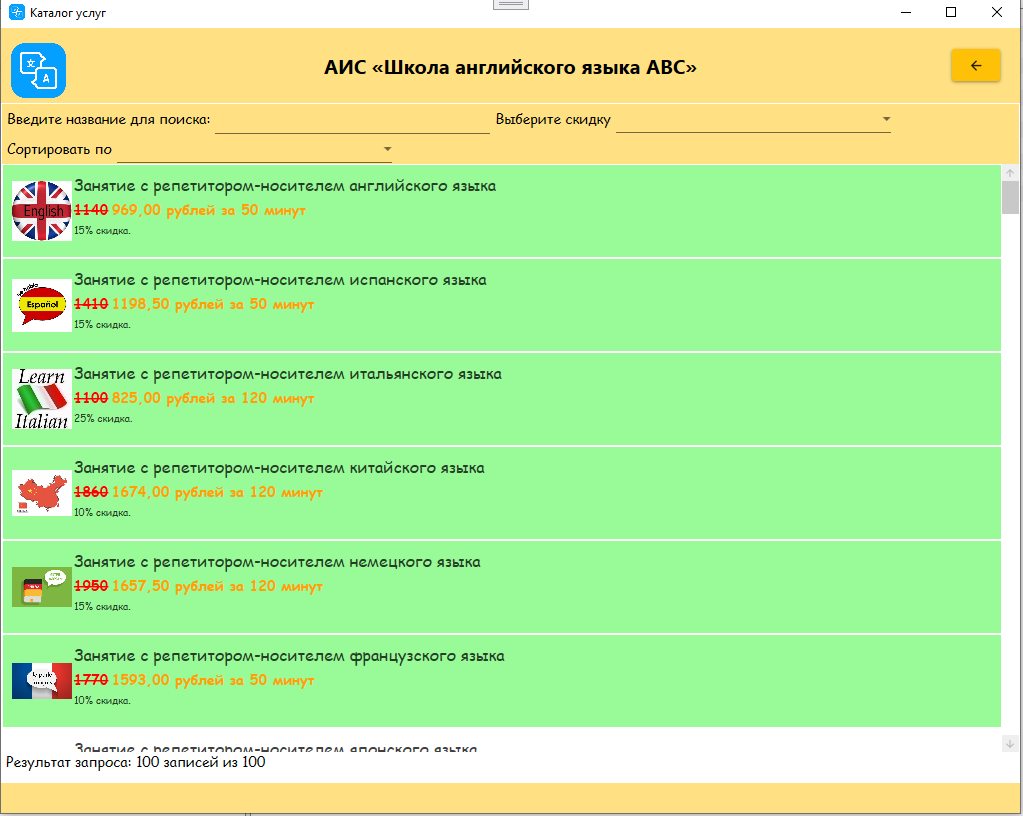 Каталог услуг
АИС «Школа английского языка ABC»
Введите название для поиска:
Выберите скидку
Сортировать по
English
Занятие с репетитором-носителем английского языка
1140 969,00 рублей за 50 минут
15% скидка.
Español
Занятие с репетитором-носителем испанского языка
1410 1198,50 рублей за 50 минут
15% скидка.
Learn
Italian
Занятие с репетитором-носителем итальянского языка
1100 825,00 рублей за 120 минут
25% скидка.
Занятие с репетитором-носителем китайского языка
1860 1674,00 рублей за 120 минут
10% скидка.
Занятие с репетитором-носителем немецкого языка
1950 1657,50 рублей за 120 минут
15% скидка.
Занятие с репетитором-носителем французского языка
1770 1593,00 рублей за 50 минут
10% скидка.
Занятие с репетитором-носителем японского языка
Результат запроса: 100 записей из 100